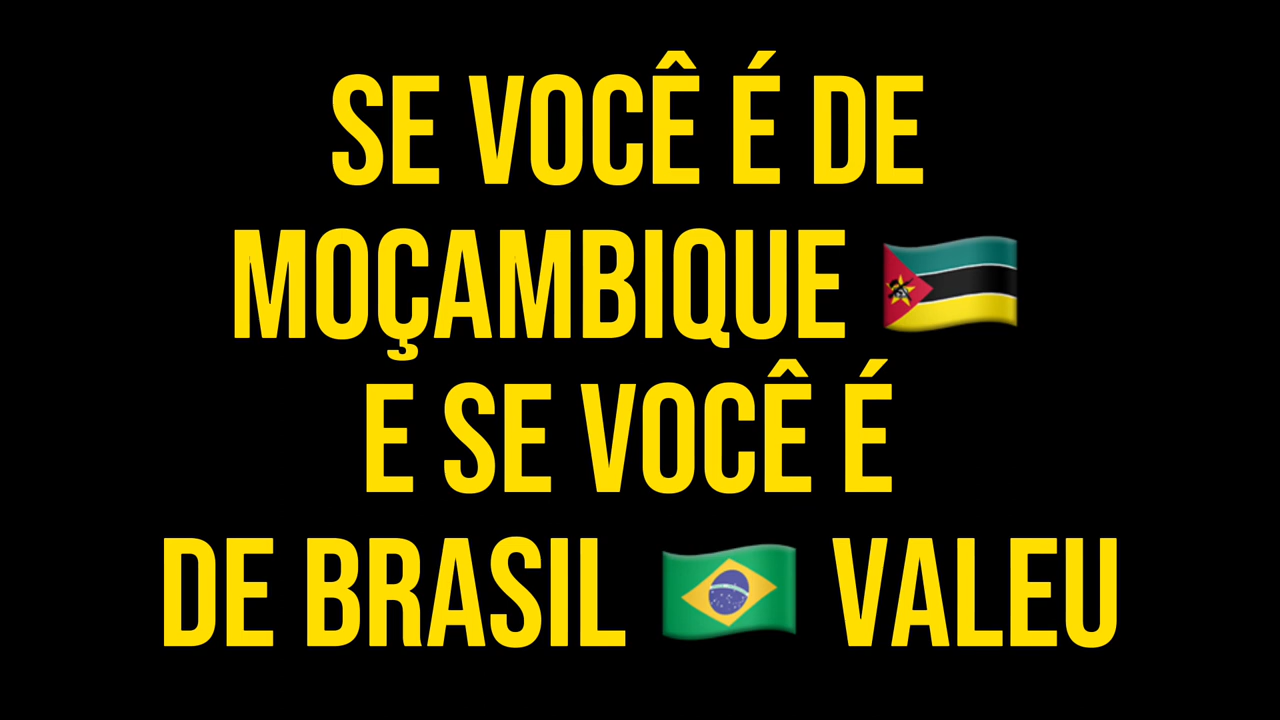 SE VOCÊ É DE
MOÇAMBIQUE 🇲🇿
E SE VOCÊ É
DE BRASIL 🇧🇷 VALEU